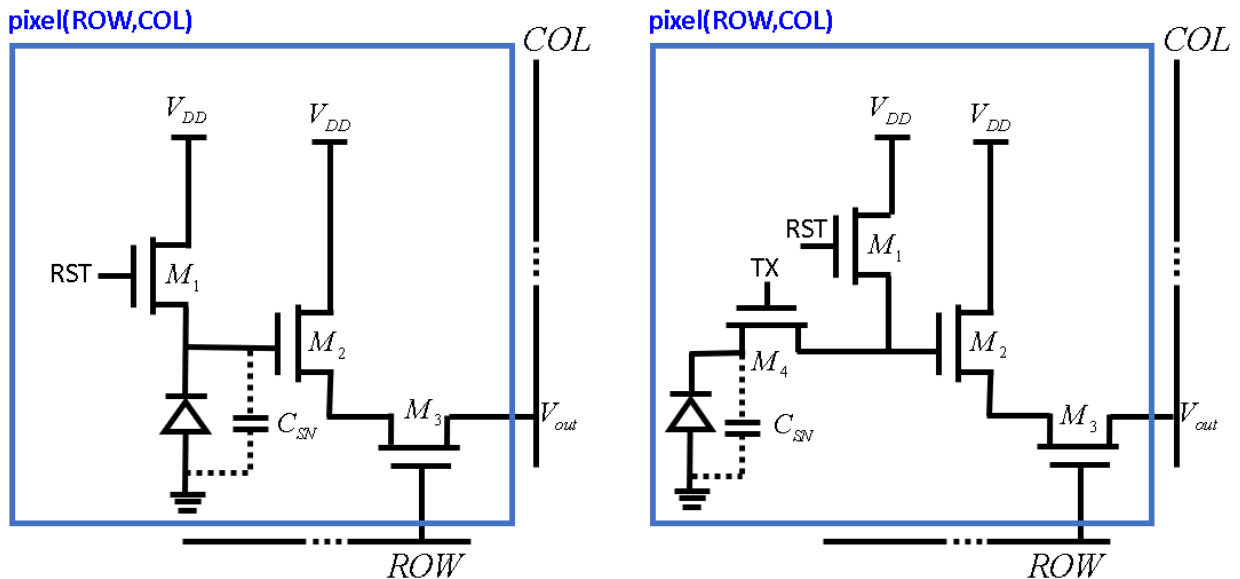 pixel(ROW,COL)
COL
V_DD
V_DD
RST
M_1
M_2
M_3
C_SN
V_out
ROW
pixel(ROW,COL)
COL
V_DD
V_DD
RST
M_1
TX
M_2
M_4
M_3
C_SN
V_out
ROW